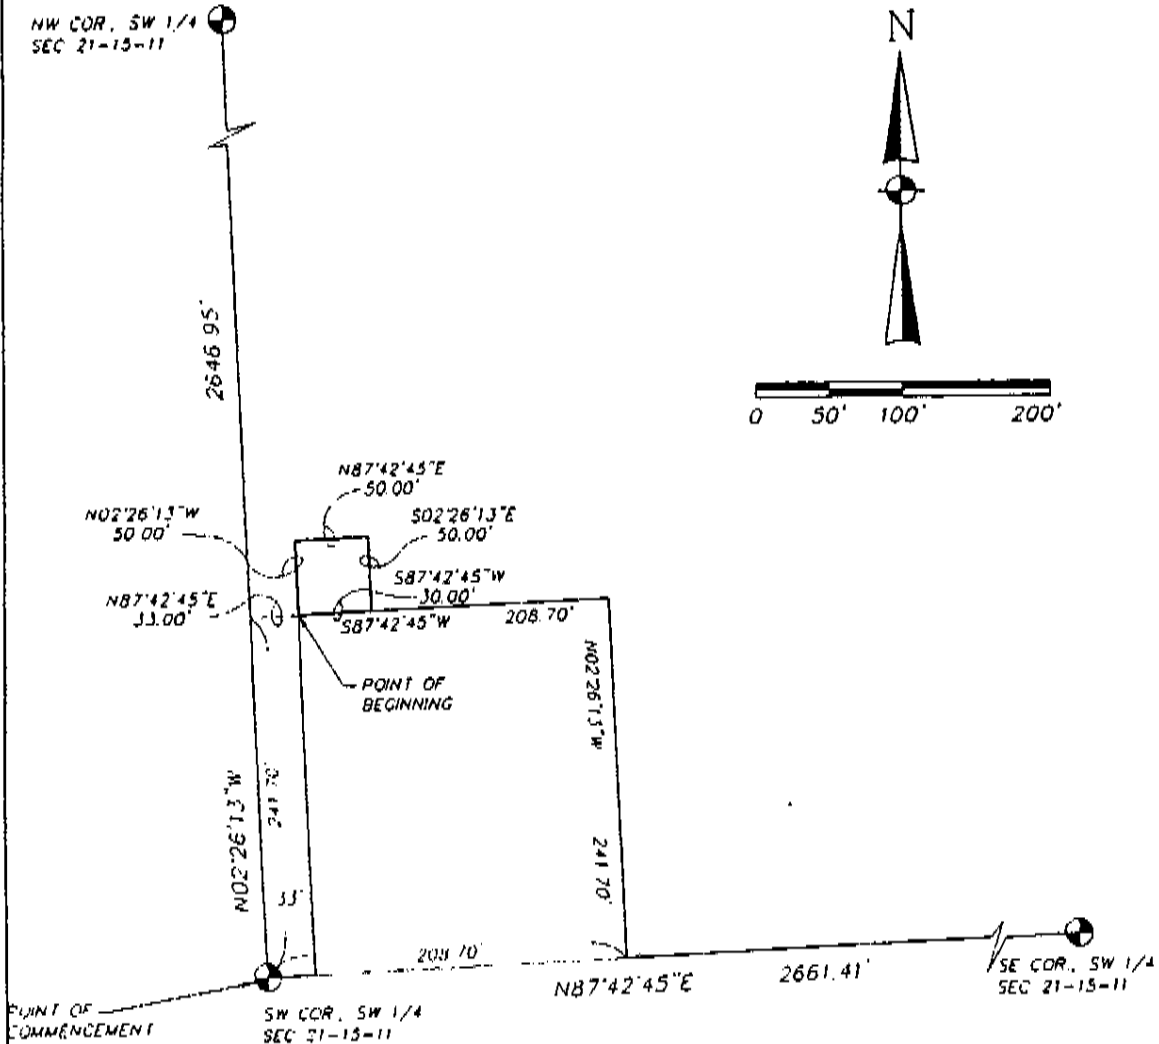 NW COR, SW 1/4
SEC 21-15-11
N
2646.95'
0 50' 100' 200'
N87°42'45"E
50.00'
N02°26'13"W
50.00'
S02°26'13"E
50.00'
N87°42'45"E
33.00'
S87°42'45"W
50.00'
S87°42'45"W
208.70'
POINT OF
BEGINNING
N02°26'13"W
N02°26'13"W
241.70'
241.70'
33'
208.70'
N87°42'45"E
2661.41'
SE COR., SW 1/4
SEC 21-15-11
POINT OF
COMMENCEMENT
SW COR, SW 1/4
SEC 21-15-11